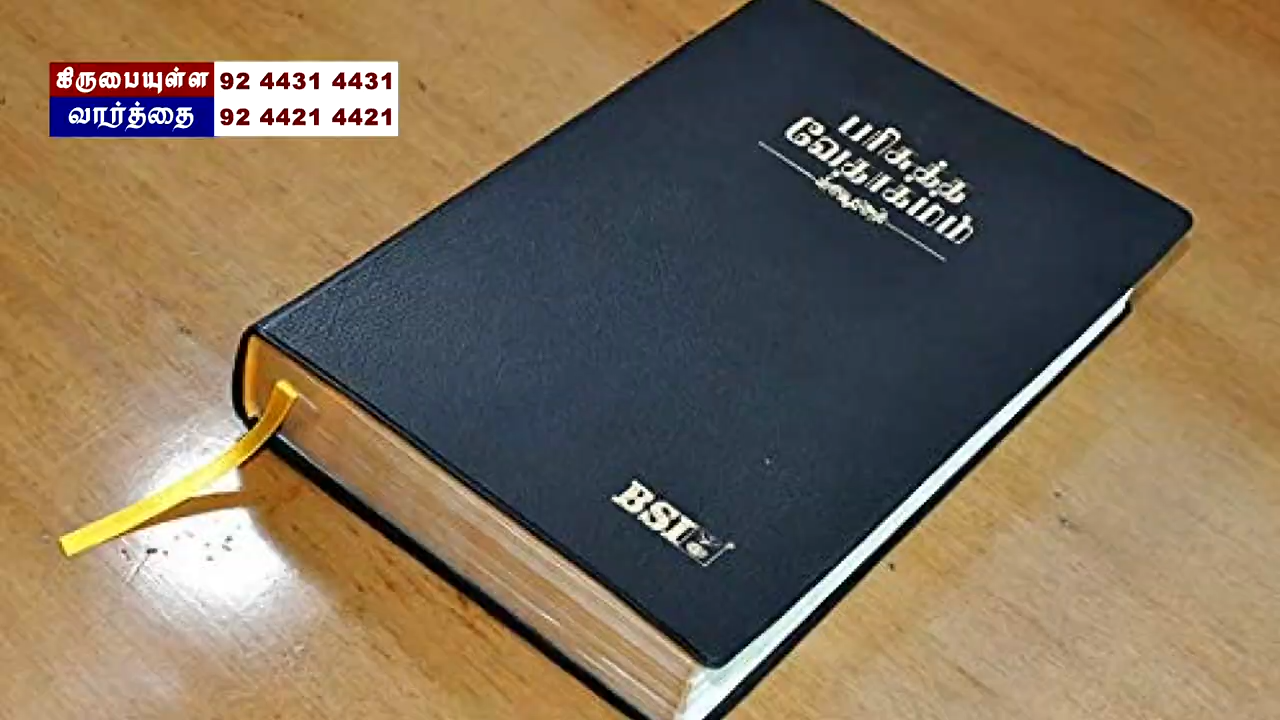 கிருபையுள்ள 92 4431 4431
வார்த்தை 92 4421 4421
பரிசுத்த
வேதாகமம்
BSI